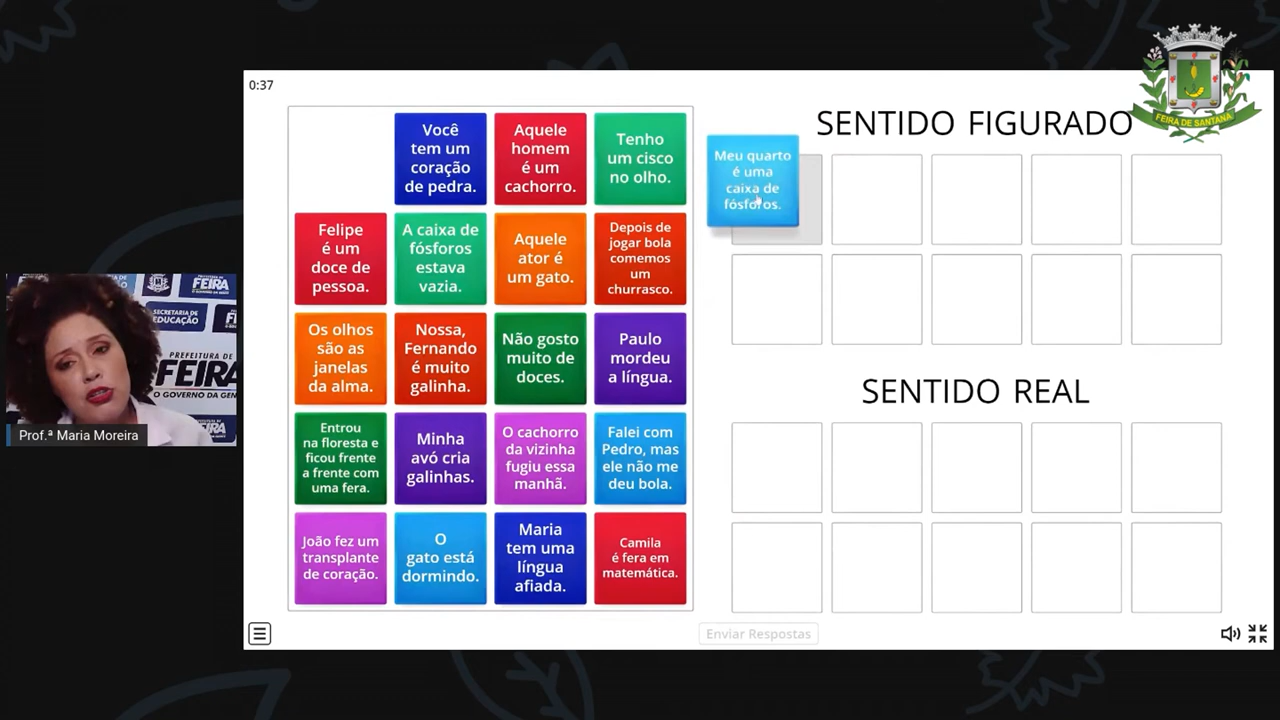 0:37
SENTIDO FIGURADO
FEIRA DE SANTANA
Você
tem um
coração
de pedra.
Aquele
homem
é um
cachorro.
Tenho
um cisco
no olho.
Meu quarto
é uma
caixa de
fósforos.
Felipe
é um
doce de
pessoa.
A caixa de
fósforos
estava
vazia.
Aquele
ator é
um gato.
Depois de
jogar bola
comemos
um
churrasco.
Os olhos
são as
janelas
da alma.
Nossa,
Fernando
é muito
galinha.
Não gosto
muito de
doces.
Paulo
mordeu
a língua.
SENTIDO REAL
Entrou
na floresta e
ficou frente
a frente com
uma fera.
Minha
avó cria
galinhas.
O cachorro
da vizinha
fugiu essa
manhã.
Falei com
Pedro, mas
ele não me
deu bola.
João fez um
transplante
de coração.
O
gato está
dormindo.
Maria
tem uma
língua
afiada.
Camila
é fera em
matemática.
Enviar Respostas
FEIRA
SECRETARIA DE
EDUCAÇÃO
PREFEITURA DE
FEIRA
O GOVERNO DA GEN
Prof.ª Maria Moreira